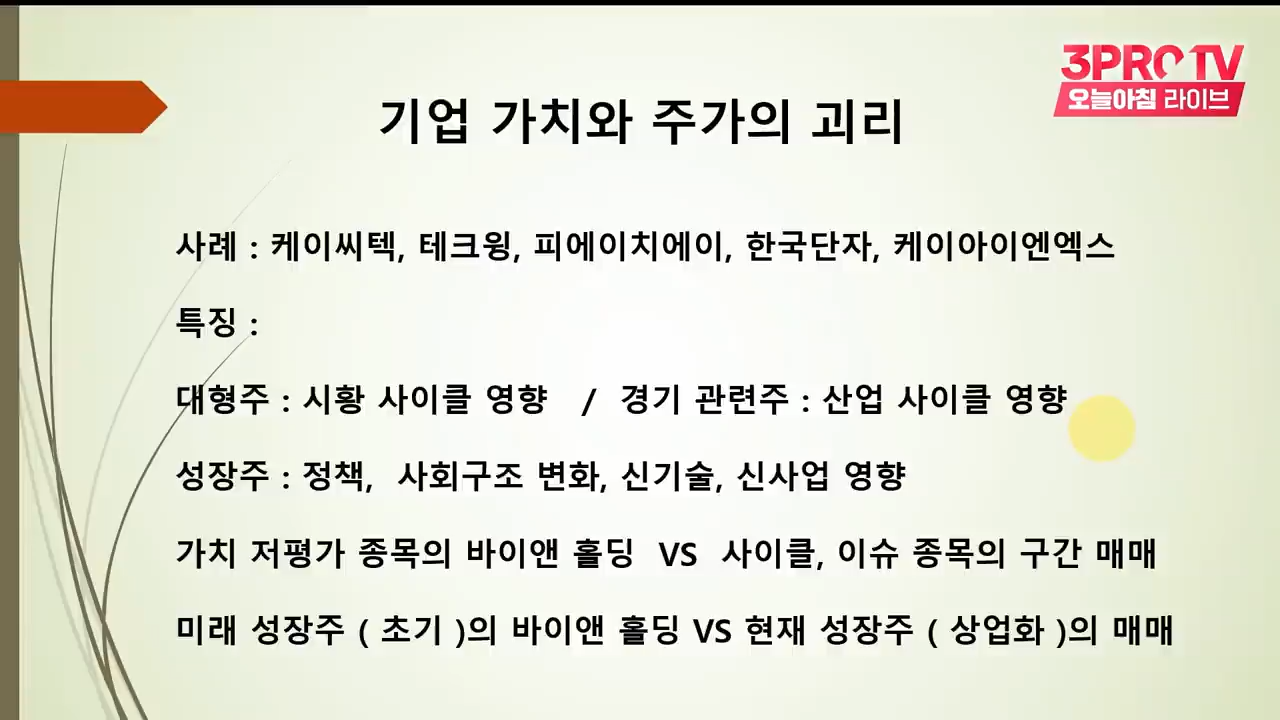 3PRO TV
오늘아침 라이브
기업 가치와 주가의 괴리
사례 : 케이씨텍, 테크윙, 피에이치에이, 한국단자, 케이아이엔엑스
특징 :
대형주 : 시황 사이클 영향 / 경기 관련주 : 산업 사이클 영향
성장주 : 정책, 사회구조 변화, 신기술, 신사업 영향
가치 저평가 종목의 바이앤 홀딩 VS 사이클, 이슈 종목의 구간 매매
미래 성장주 ( 초기 )의 바이앤 홀딩 VS 현재 성장주 ( 상업화 )의 매매